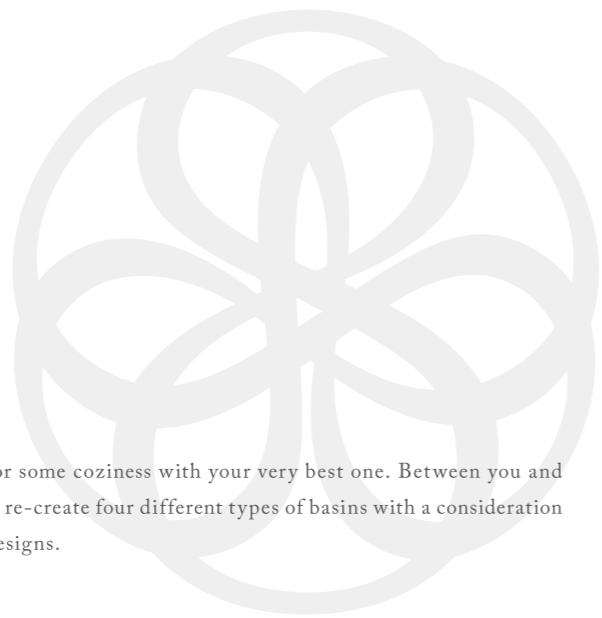 or some coziness with your very best one. Between you and
re-create four different types of basins with a consideration
esigns.